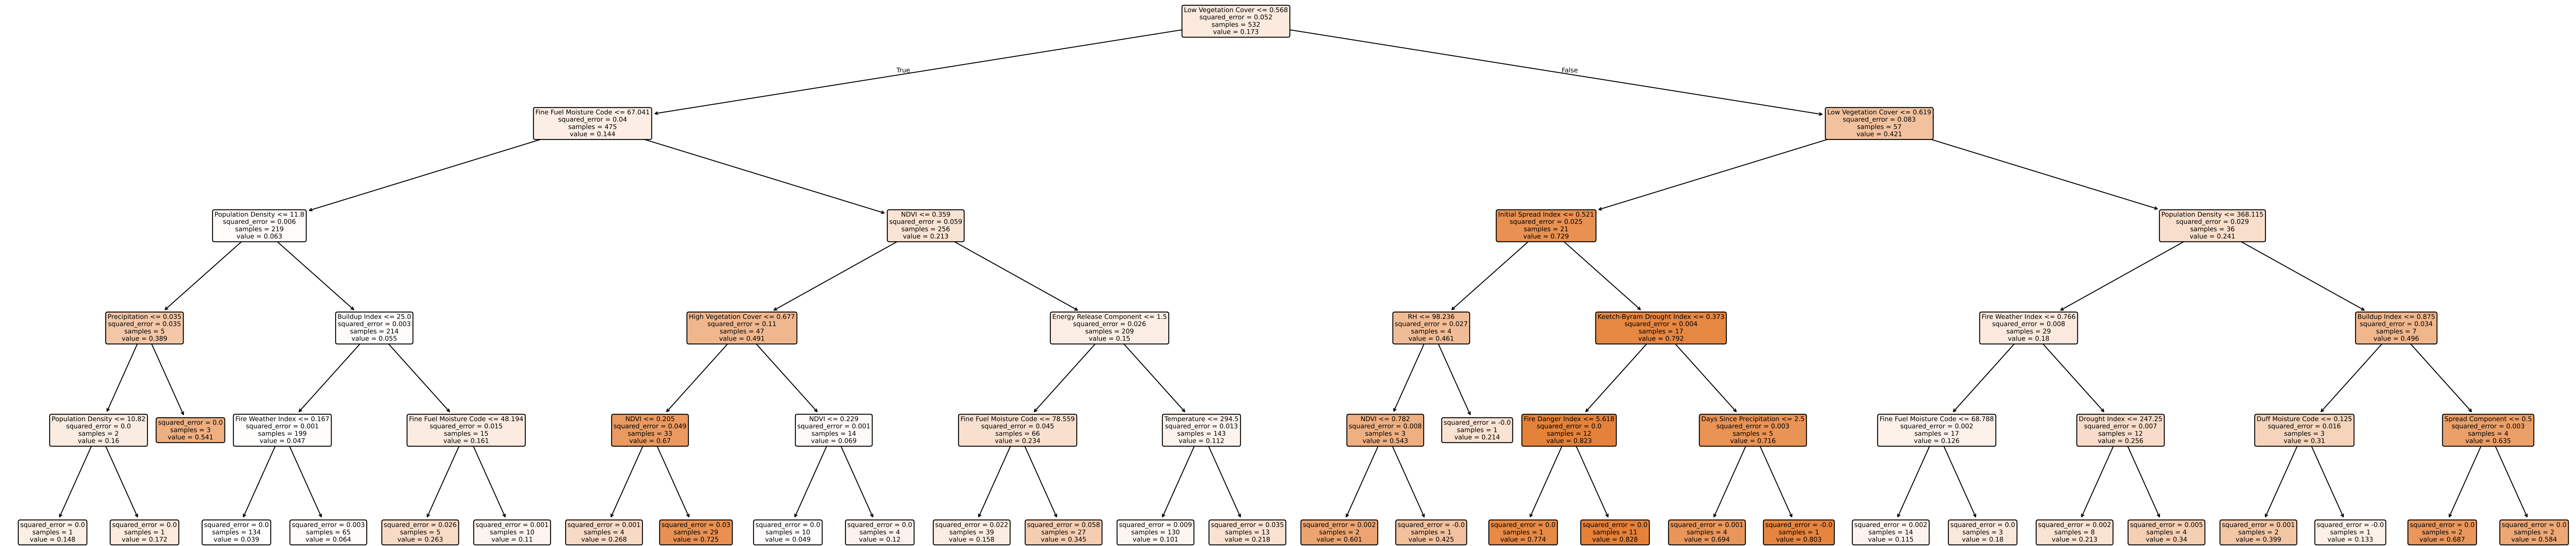 Low Vegetation Cover <= 0.568
squared_error = 0.052
samples = 532
value = 0.173
True
False
Fine Fuel Moisture Code <= 67.041
squared_error = 0.04
samples = 475
value = 0.144
Low Vegetation Cover <= 0.619
squared_error = 0.083
samples = 57
value = 0.421
Population Density <= 11.8
squared_error = 0.006
samples = 219
value = 0.063
NDVI <= 0.359
squared_error = 0.059
samples = 256
value = 0.213
Initial Spread Index <= 0.521
squared_error = 0.025
samples = 21
value = 0.729
Population Density <= 368.115
squared_error = 0.029
samples = 36
value = 0.241
Precipitation <= 0.035
squared_error = 0.035
samples = 5
value = 0.389
Buildup Index <= 25.0
squared_error = 0.003
samples = 214
value = 0.055
High Vegetation Cover <= 0.677
squared_error = 0.11
samples = 47
value = 0.491
Energy Release Component <= 1.5
squared_error = 0.026
samples = 209
value = 0.15
RH <= 98.236
squared_error = 0.027
samples = 4
value = 0.461
Keetch-Byram Drought Index <= 0.373
squared_error = 0.004
samples = 17
value = 0.792
Fire Weather Index <= 0.766
squared_error = 0.008
samples = 29
value = 0.18
Buildup Index <= 0.875
squared_error = 0.034
samples = 7
value = 0.496
Population Density <= 10.82
squared_error = 0.0
samples = 2
value = 0.16
squared_error = 0.0
samples = 3
value = 0.541
Fire Weather Index <= 0.167
squared_error = 0.001
samples = 199
value = 0.047
Fine Fuel Moisture Code <= 48.194
squared_error = 0.015
samples = 15
value = 0.161
NDVI <= 0.205
squared_error = 0.049
samples = 33
value = 0.67
NDVI <= 0.229
squared_error = 0.001
samples = 14
value = 0.069
Fine Fuel Moisture Code <= 78.559
squared_error = 0.045
samples = 66
value = 0.234
Temperature <= 294.5
squared_error = 0.013
samples = 143
value = 0.112
NDVI <= 0.782
squared_error = 0.008
samples = 3
value = 0.543
squared_error = -0.0
samples = 1
value = 0.214
Fire Danger Index <= 5.618
squared_error = 0.0
samples = 12
value = 0.823
Days Since Precipitation <= 2.5
squared_error = 0.003
samples = 5
value = 0.716
Fine Fuel Moisture Code <= 68.788
squared_error = 0.002
samples = 17
value = 0.126
Drought Index <= 247.25
squared_error = 0.007
samples = 12
value = 0.256
Duff Moisture Code <= 0.125
squared_error = 0.016
samples = 3
value = 0.31
Spread Component <= 0.5
squared_error = 0.003
samples = 4
value = 0.635
squared_error = 0.0
samples = 1
value = 0.148
squared_error = 0.0
samples = 1
value = 0.172
squared_error = 0.0
samples = 134
value = 0.039
squared_error = 0.003
samples = 65
value = 0.064
squared_error = 0.026
samples = 5
value = 0.263
squared_error = 0.001
samples = 10
value = 0.11
squared_error = 0.001
samples = 4
value = 0.268
squared_error = 0.03
samples = 29
value = 0.725
squared_error = 0.0
samples = 10
value = 0.049
squared_error = 0.0
samples = 4
value = 0.12
squared_error = 0.022
samples = 39
value = 0.158
squared_error = 0.058
samples = 27
value = 0.345
squared_error = 0.009
samples = 130
value = 0.101
squared_error = 0.035
samples = 13
value = 0.218
squared_error = 0.002
samples = 2
value = 0.601
squared_error = -0.0
samples = 1
value = 0.425
squared_error = 0.0
samples = 1
value = 0.774
squared_error = 0.0
samples = 11
value = 0.828
squared_error = 0.001
samples = 4
value = 0.694
squared_error = -0.0
samples = 1
value = 0.803
squared_error = 0.002
samples = 14
value = 0.115
squared_error = 0.0
samples = 3
value = 0.18
squared_error = 0.002
samples = 8
value = 0.213
squared_error = 0.005
samples = 4
value = 0.34
squared_error = 0.001
samples = 2
value = 0.399
squared_error = -0.0
samples = 1
value = 0.133
squared_error = 0.0
samples = 2
value = 0.687
squared_error = 0.0
samples = 2
value = 0.584